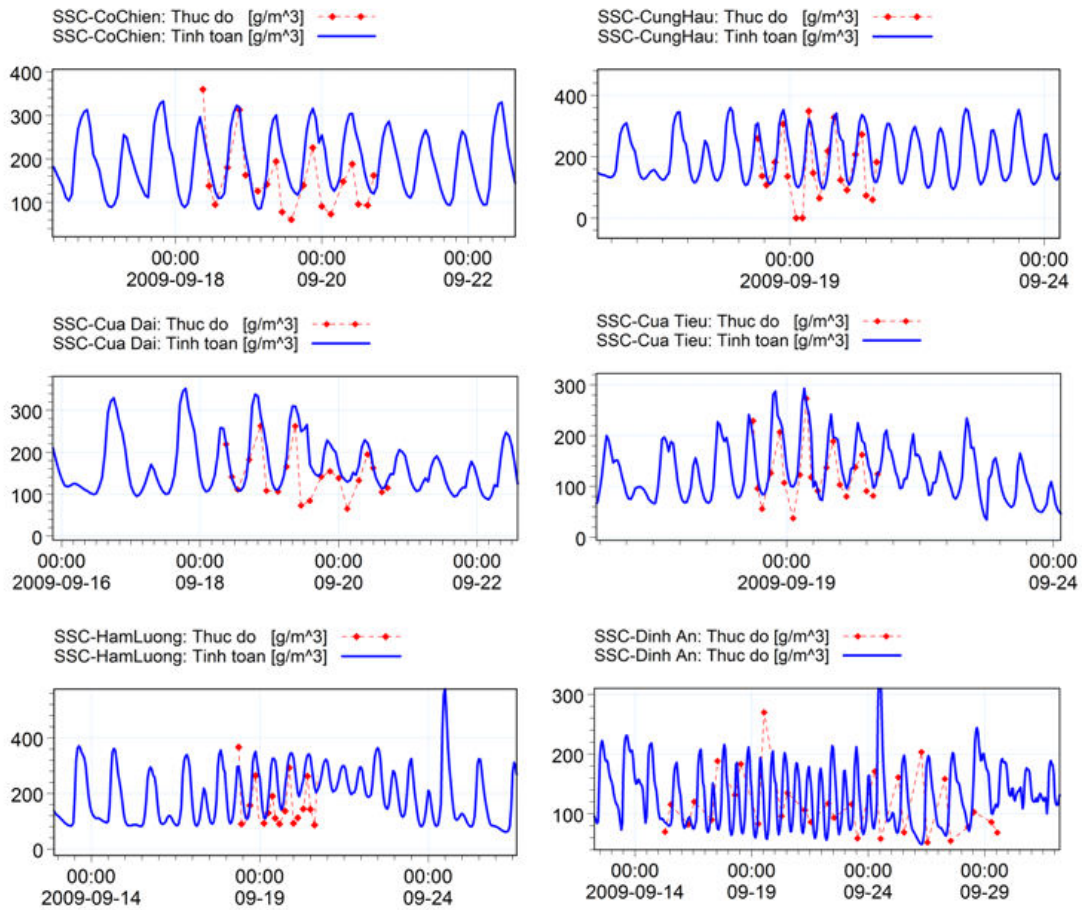 SSC-CoChien: Thuc do [g/m^3]
SSC-CoChien: Tinh toan [g/m^3]
400
300
200
100
00:00 00:00 00:00
2009-09-18 09-20 09-22
SSC-CungHau: Thuc do [g/m^3]
SSC-CungHau: Tinh toan [g/m^3]
400
200
0
00:00 00:00
2009-09-19 09-24
SSC-Cua Dai: Thuc do [g/m^3]
SSC-Cua Dai: Tinh toan [g/m^3]
300
200
100
0
00:00 00:00 00:00 00:00
2009-09-16 09-18 09-20 09-22
SSC-Cua Tieu: Thuc do [g/m^3]
SSC-Cua Tieu: Tinh toan [g/m^3]
300
200
100
0
00:00 00:00
2009-09-19 09-24
SSC-HamLuong: Thuc do [g/m^3]
SSC-HamLuong: Tinh toan [g/m^3]
400
200
0
00:00 00:00 00:00
2009-09-14 09-19 09-24
SSC-Dinh An: Thuc do [g/m^3]
SSC-Dinh An: Thuc do [g/m^3]
300
200
100
00:00 00:00 00:00 00:00
2009-09-14 09-19 09-24 09-29